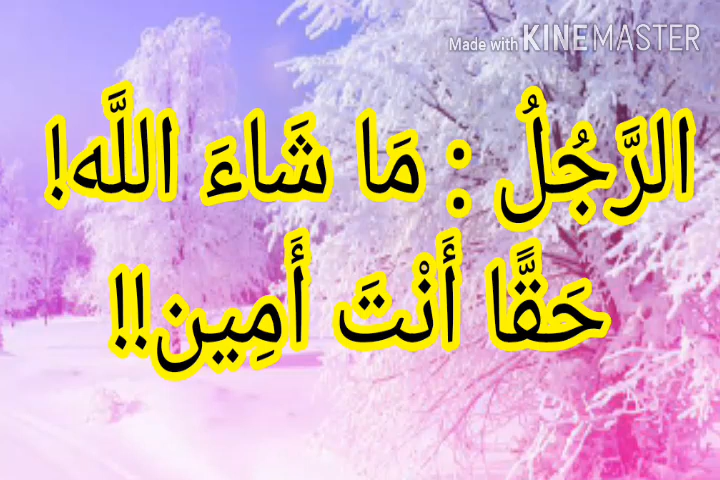 Made with KINEMASTER
الرَّجُلُ : مَا شَاءَ اللَّه!
حَقًّا أَنْتَ أَمِين!!